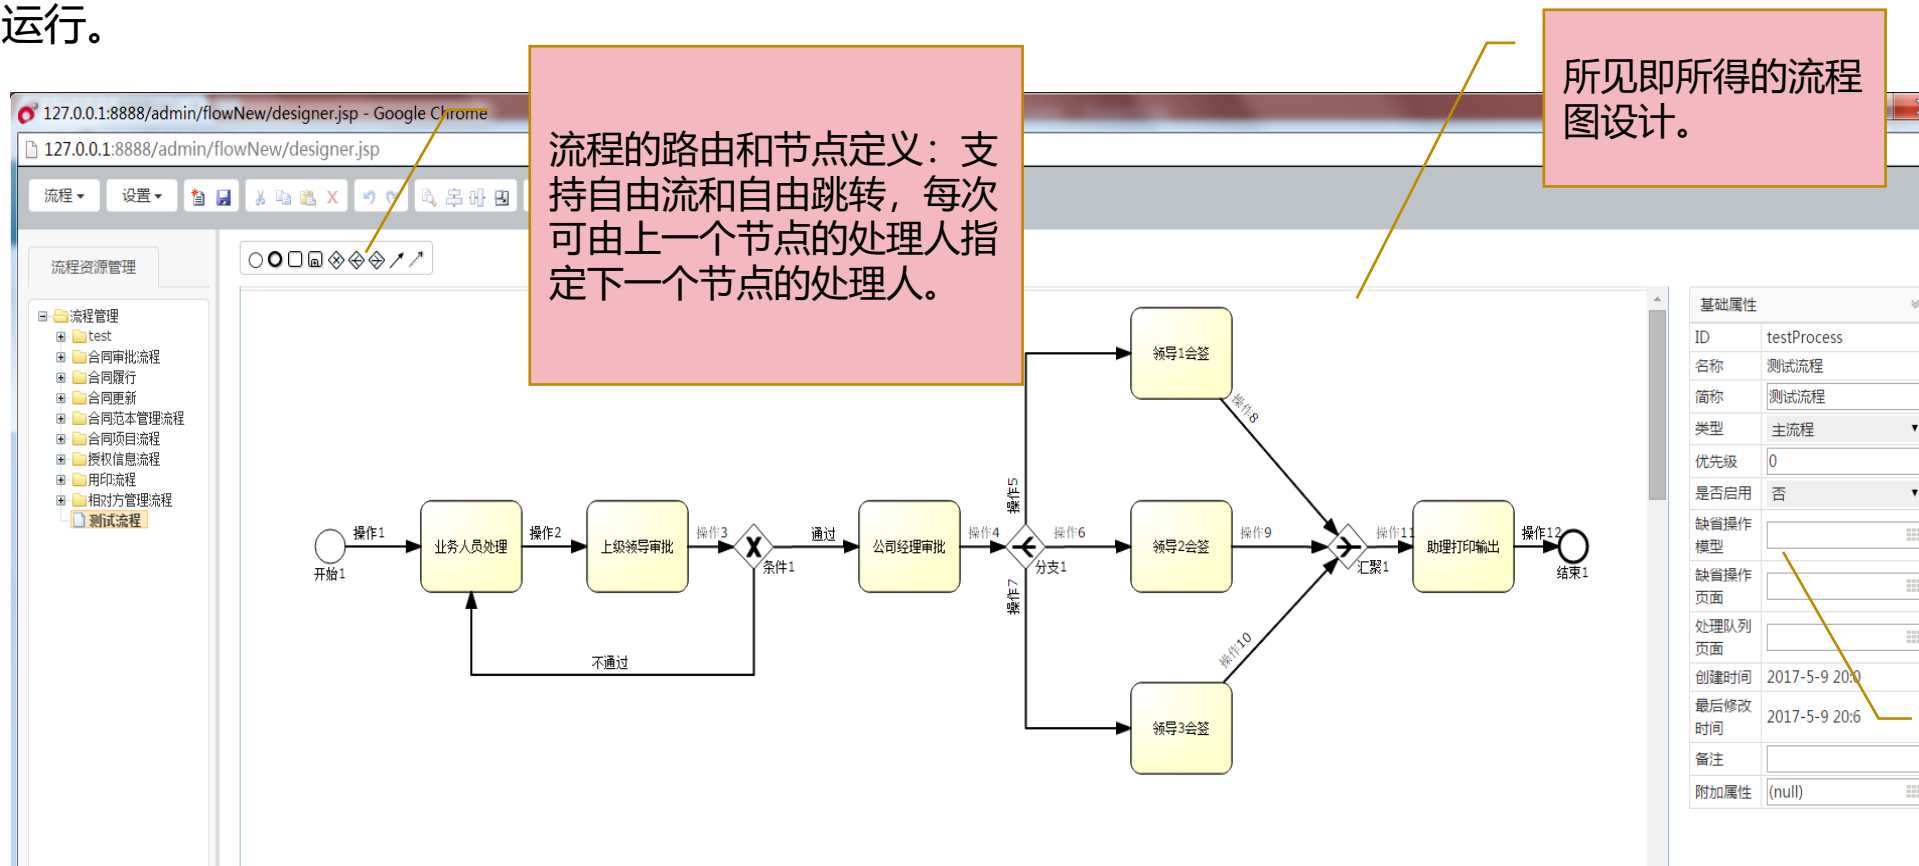 运行。
所见即所得的流程
图设计。
127.0.0.1:8888/admin/flowNew/designer.jsp - Google Chrome
127.0.0.1:8888/admin/flowNew/designer.jsp
流程的路由和节点定义：支
持自由流和自由跳转，每次
可由上一个节点的处理人指
定下一个节点的处理人。
流程
设置
流程资源管理
流程管理
test
合同审批流程
合同履行
合同更新
合同范本管理流程
合同项目流程
授权信息流程
用印流程
相对方管理流程
测试流程
开始1
操作1
业务人员处理
操作2
上级领导审批
操作3
X
条件1
通过
不通过
公司经理审批
操作4
分支1
操作5
操作6
操作7
领导1会签
领导2会签
领导3会签
操作8
操作9
操作10
汇聚1
操作11
助理打印输出
操作12
结束1
基础属性
ID testProcess
名称 测试流程
简称 测试流程
类型 主流程
优先级 0
是否启用 否
缺省操作
模型
缺省操作
页面
处理队列
页面
创建时间 2017-5-9 20:0
最后修改
时间 2017-5-9 20:6
备注
附加属性 (null)